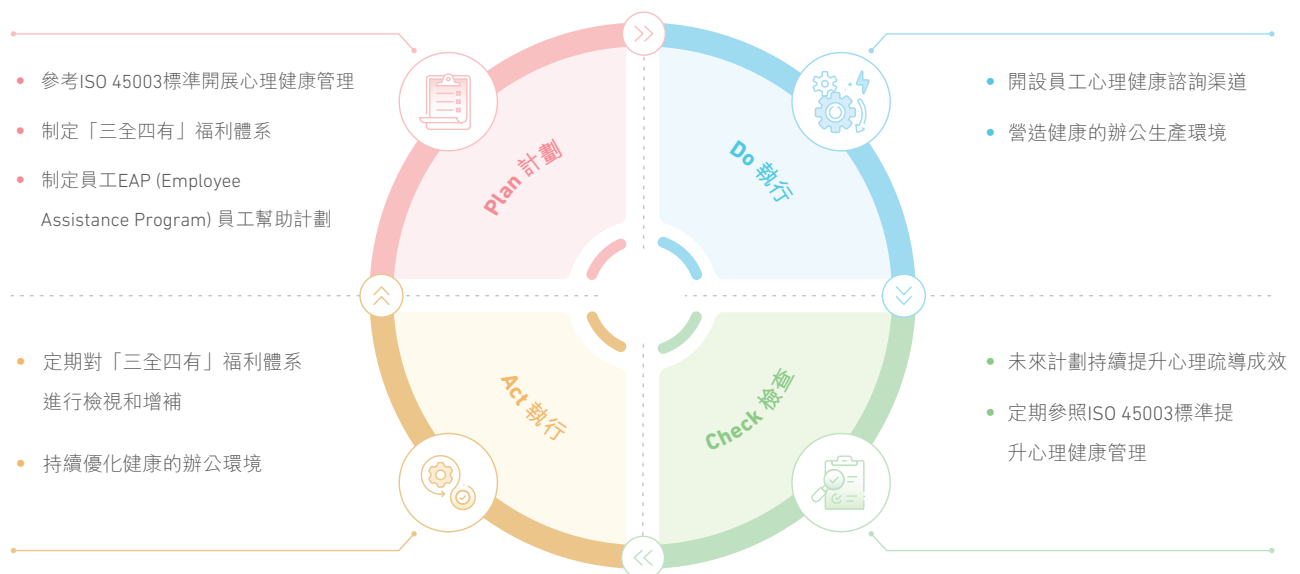 參考ISO 45003標準開展心理健康管理
制定「三全四有」福利體系
制定員工EAP (Employee
Assistance Program) 員工幫助計劃
Plan 計劃
Do 執行
開設員工心理健康諮詢渠道
營造健康的辦公生產環境
定期對「三全四有」福利體系
進行檢視和增補
持續優化健康的辦公環境
Act 執行
Check 檢查
未來計劃持續提升心理疏導成效
定期參照ISO 45003標準提
升心理健康管理